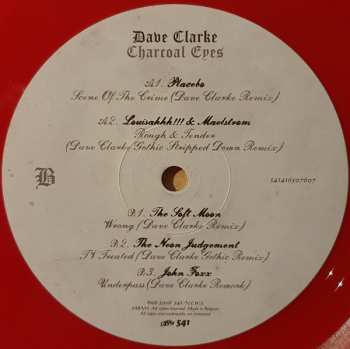 Dave Clarke
Charcoal Eyes
A1. Placebo
Scene Of The Crime (Dave Clarke Remix)
A2. Louisahhh!!! & Maelstrom
Rough & Tender
(Dave Clarke Gothic Stripped Down Remix)
B
541416507607
B1. The Soft Moon
Wrong (Dave Clarke Remix)
B2. The Neon Judgement
TV Treated (Dave Clarke Gothic Remix)
B3. John Foxx
Underpass (Dave Clarke Rework)
541